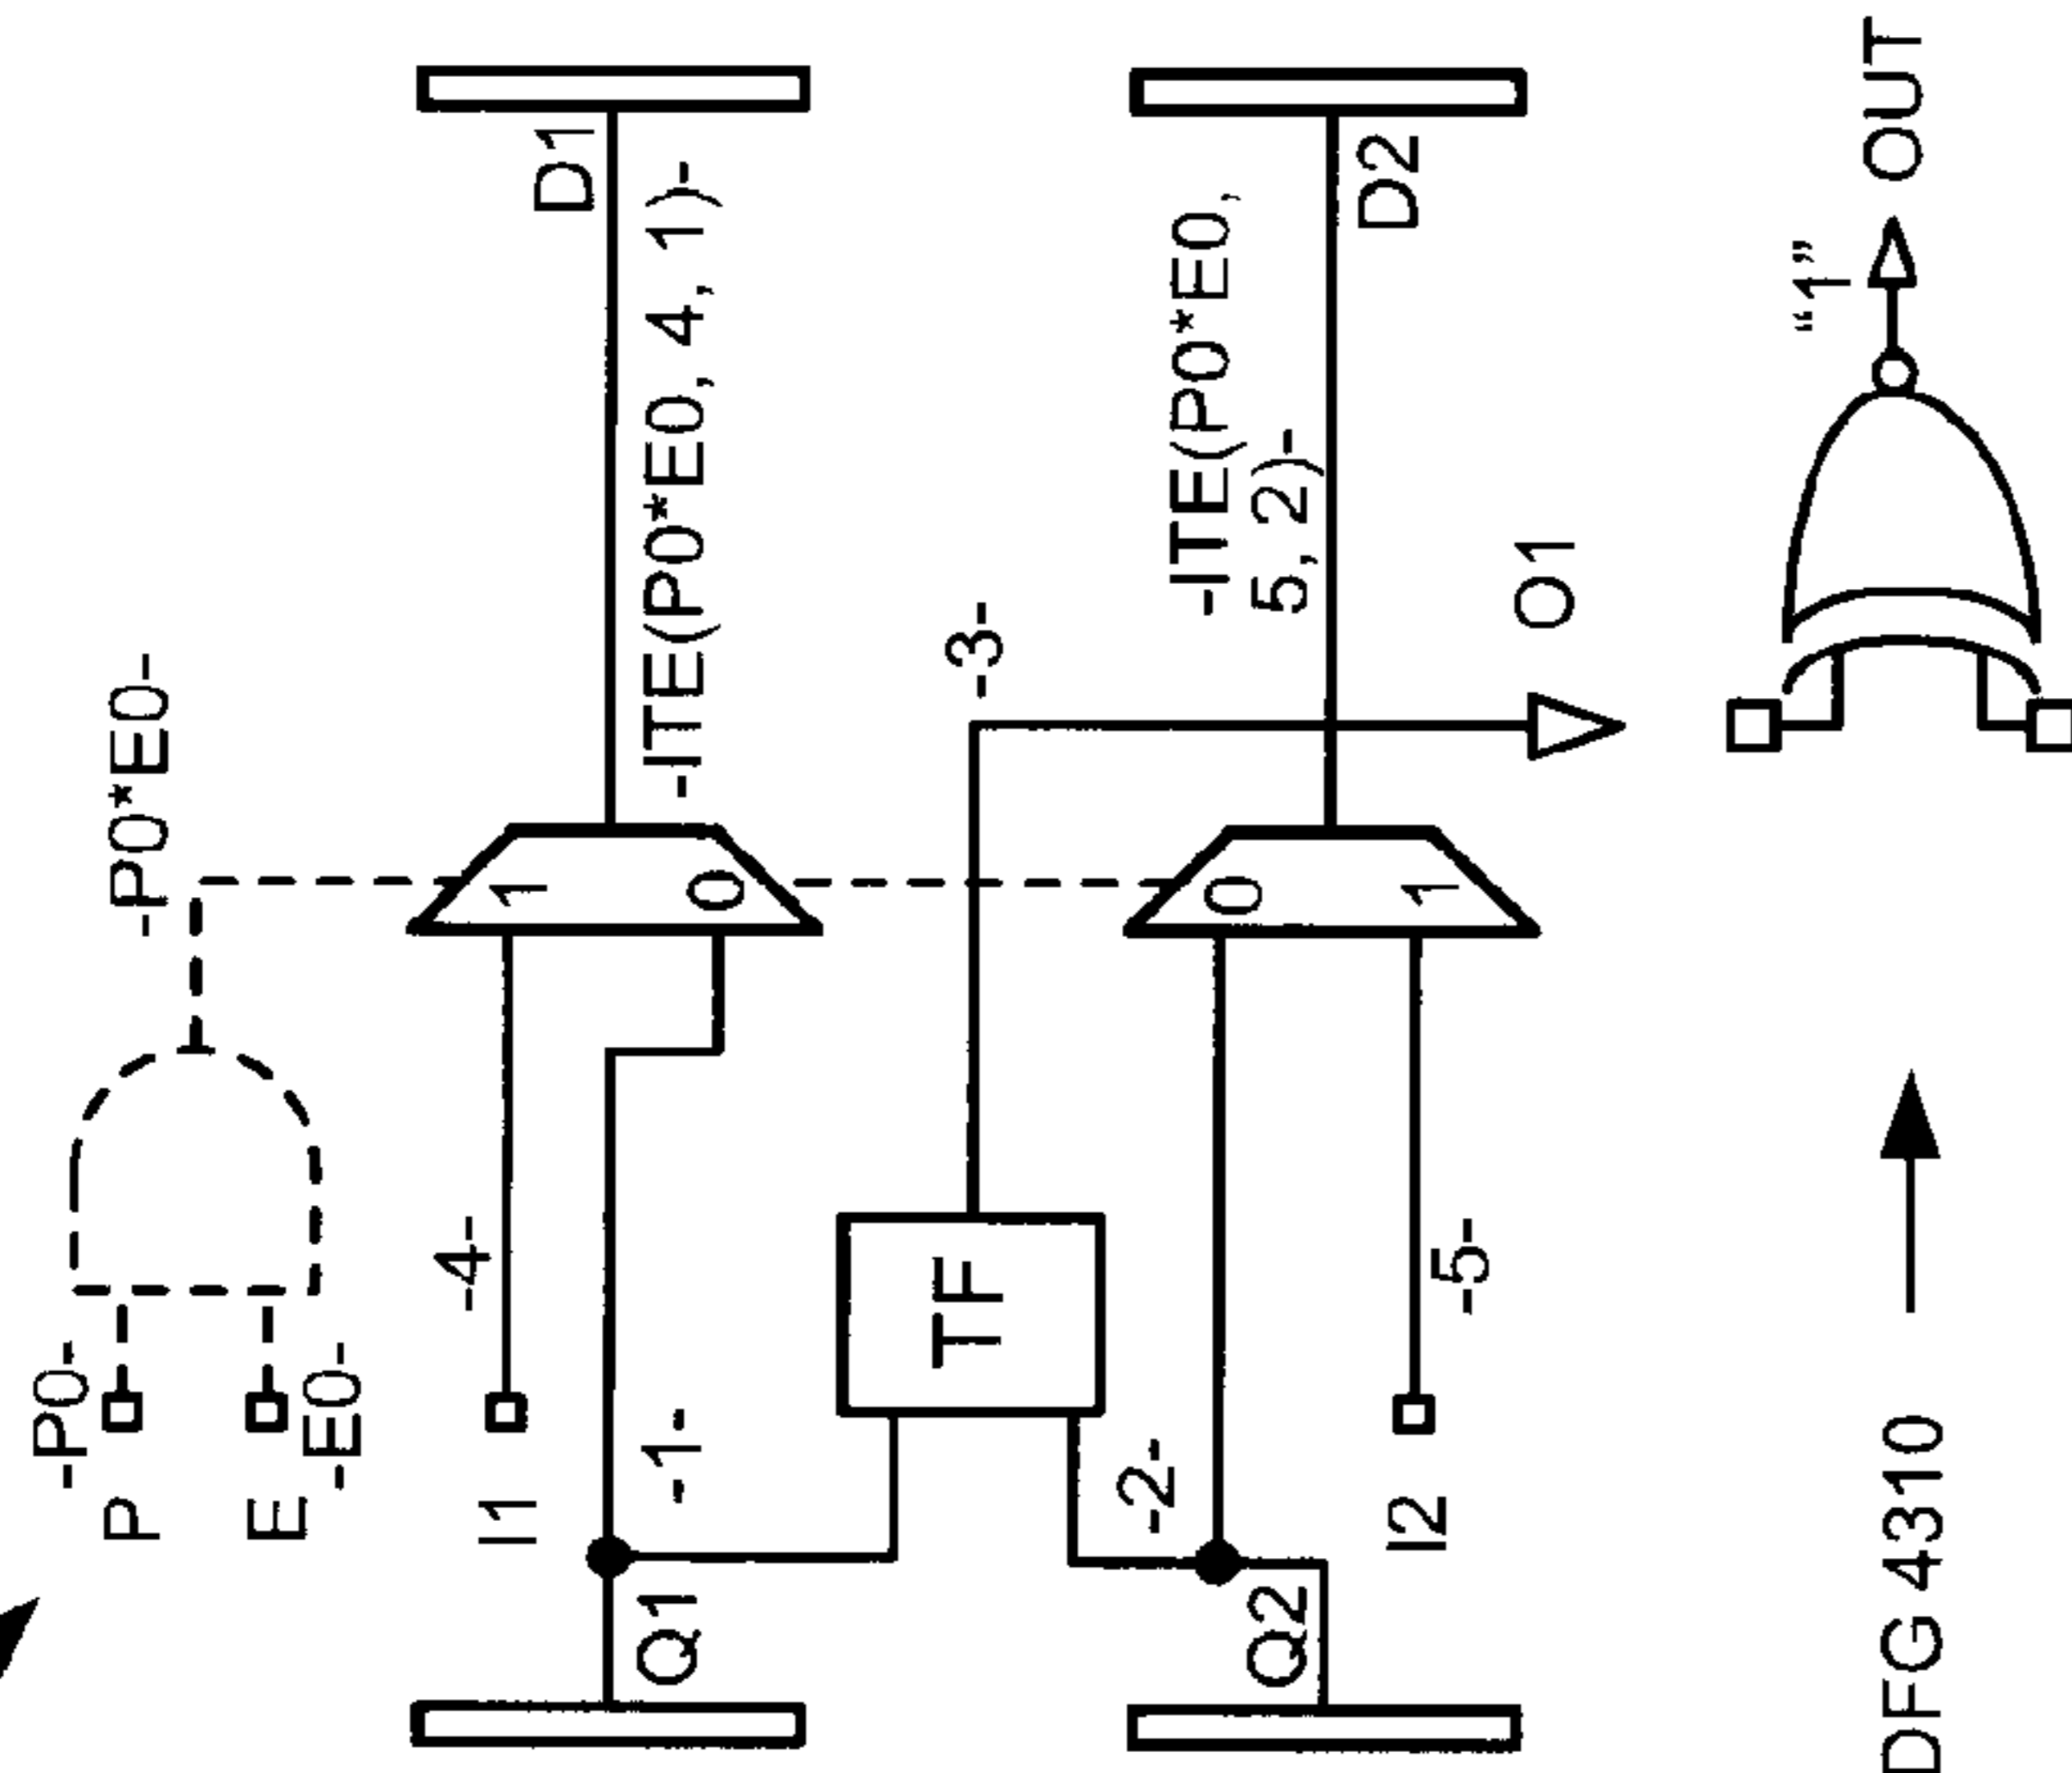 -P0-
P
E
-E0-
-P0*E0-
I1
-4-
1
0
D1
-ITE(P0*E0, 4, 1)-
Q1
-1-
TF
-3-
-2-
Q2
0
1
-ITE(P0*E0,
5, 2)-
D2
I2
-5-
O1
DFG 4310
“1”
OUT